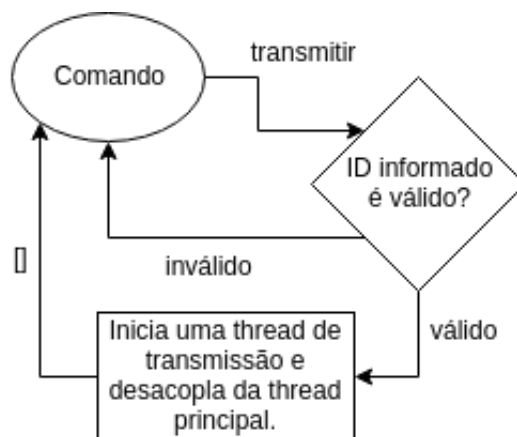 Comando
transmitir
ID informado
é válido?
inválido
[]
válido
Inicia uma thread de
transmissão e
desacopla da thread
principal.